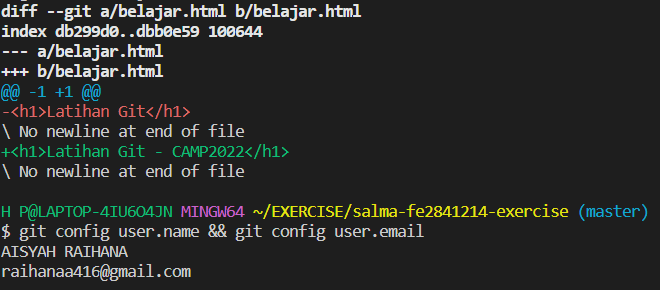 diff --git a/belajar.html b/belajar.html
index db299d0..dbb0e59 100644
--- a/belajar.html
+++ b/belajar.html
@@ -1 +1 @@
-<h1>Latihan Git</h1>
\ No newline at end of file
+<h1>Latihan Git - CAMP2022</h1>
\ No newline at end of file
H P@LAPTOP-4IU6O4JN MINGW64 ~/EXERCISE/salma-fe2841214-exercise (master)
$ git config user.name && git config user.email
AISYAH RAIHANA
raihanaa416@gmail.com